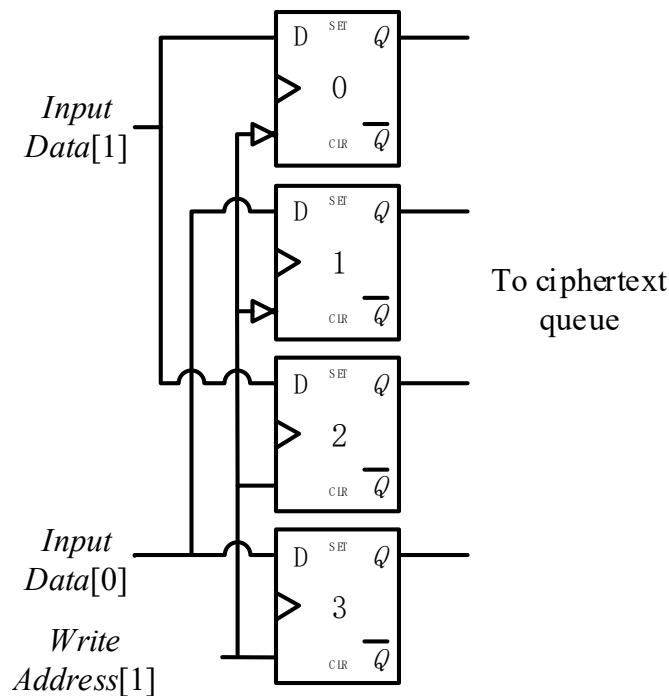 D SET Q
0
CLR Q
Input
Data[1]
D SET Q
1
CLR Q
To ciphertext
queue
D SET Q
2
CLR Q
Input
Data[0]
D SET Q
3
CLR Q
Write
Address[1]